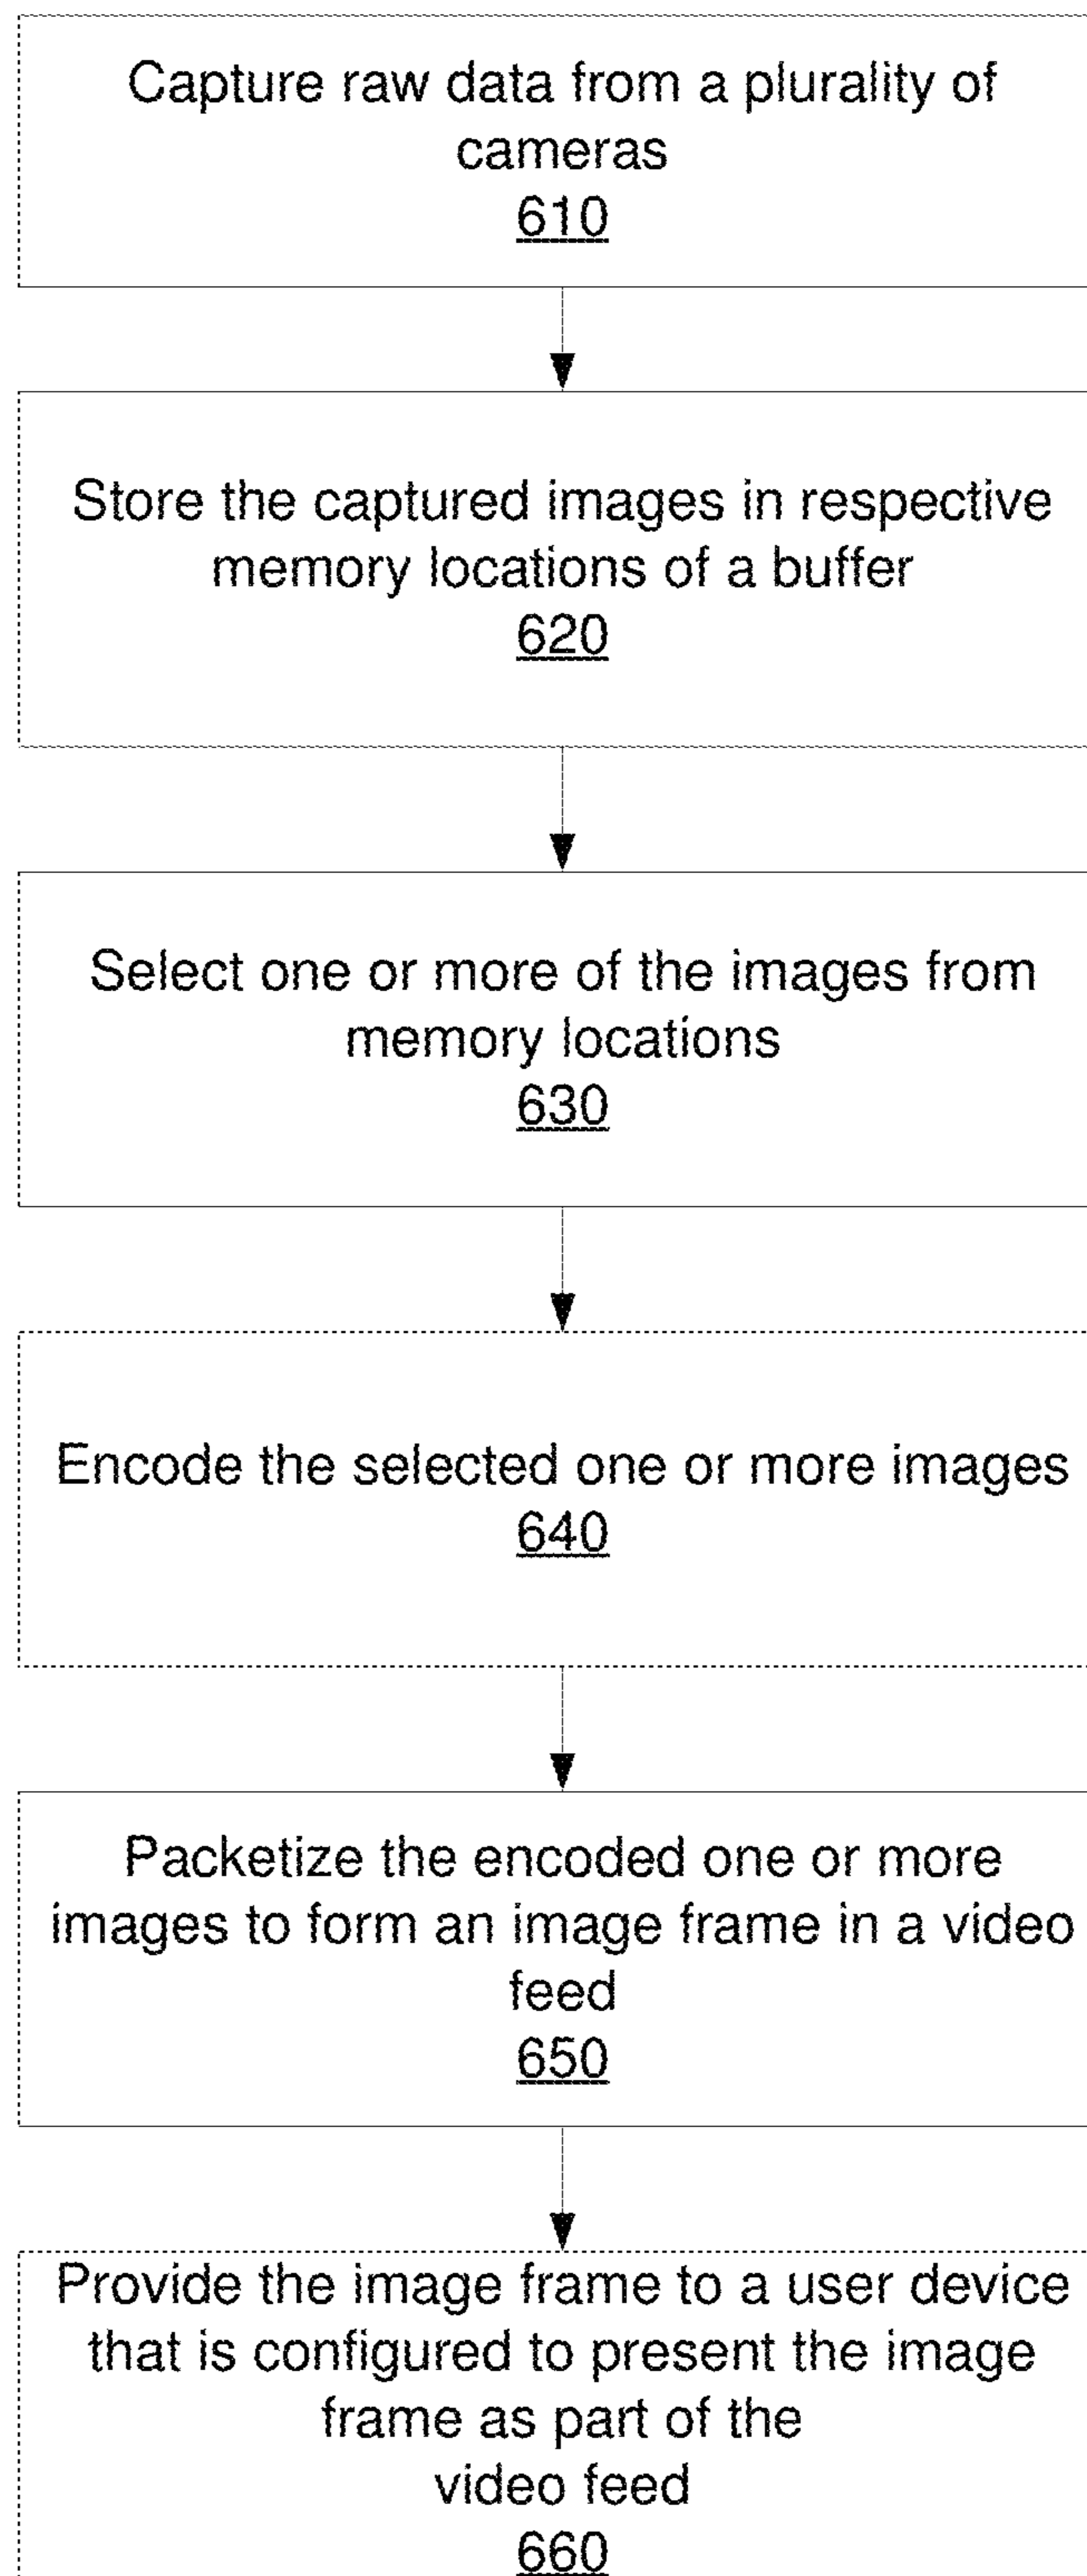 Capture raw data from a plurality of
cameras
610
Store the captured images in respective
memory locations of a buffer
620
Select one or more of the images from
memory locations
630
Encode the selected one or more images
640
Packetize the encoded one or more
images to form an image frame in a video
feed
650
Provide the image frame to a user device
that is configured to present the image
frame as part of the
video feed
660